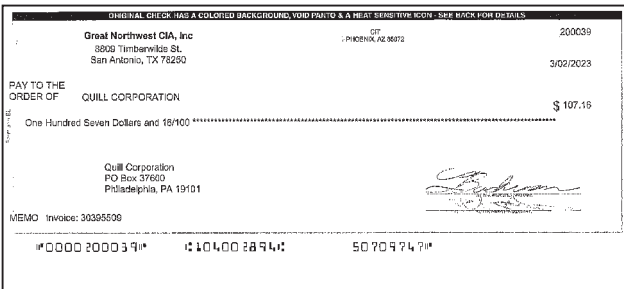 ORIGINAL CHECK HAS A COLORED BACKGROUND, VOID PANTO & A HEAT SENSITIVE ICON - SEE BACK FOR DETAILS
Great Northwest CIA, Inc
8809 Timberwilde St.
San Antonio, TX 78250
CIT
PHOENIX, AZ 85072
200039
3/02/2023
PAY TO THE
ORDER OF QUILL CORPORATION
$ 107.16
One Hundred Seven Dollars and 16/100 ****
Quill Corporation
PO Box 37600
Philadelphia, PA 19101
MEMO Invoice: 30395509
⑈0000200039⑈ ⑆104002894⑆ 50709747⑈